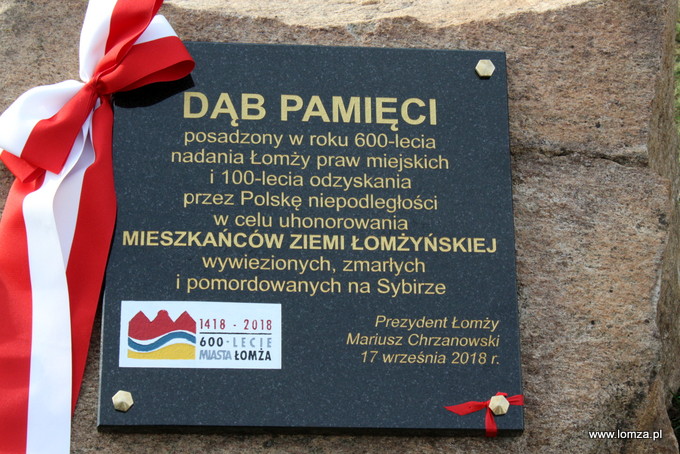 DĄB PAMIĘCI
posadzony w roku 600-lecia
nadania Łomży praw miejskich
i 100-lecia odzyskania
przez Polskę niepodległości
w celu uhonorowania
MIESZKAŃCÓW ZIEMI ŁOMŻYŃSKIEJ
wywiezionych, zmarłych
i pomordowanych na Sybirze
1418 - 2018
600-LECIE
MIASTA ŁOMŻA
Prezydent Łomży
Mariusz Chrzanowski
17 września 2018 r.
www.lomza.pl